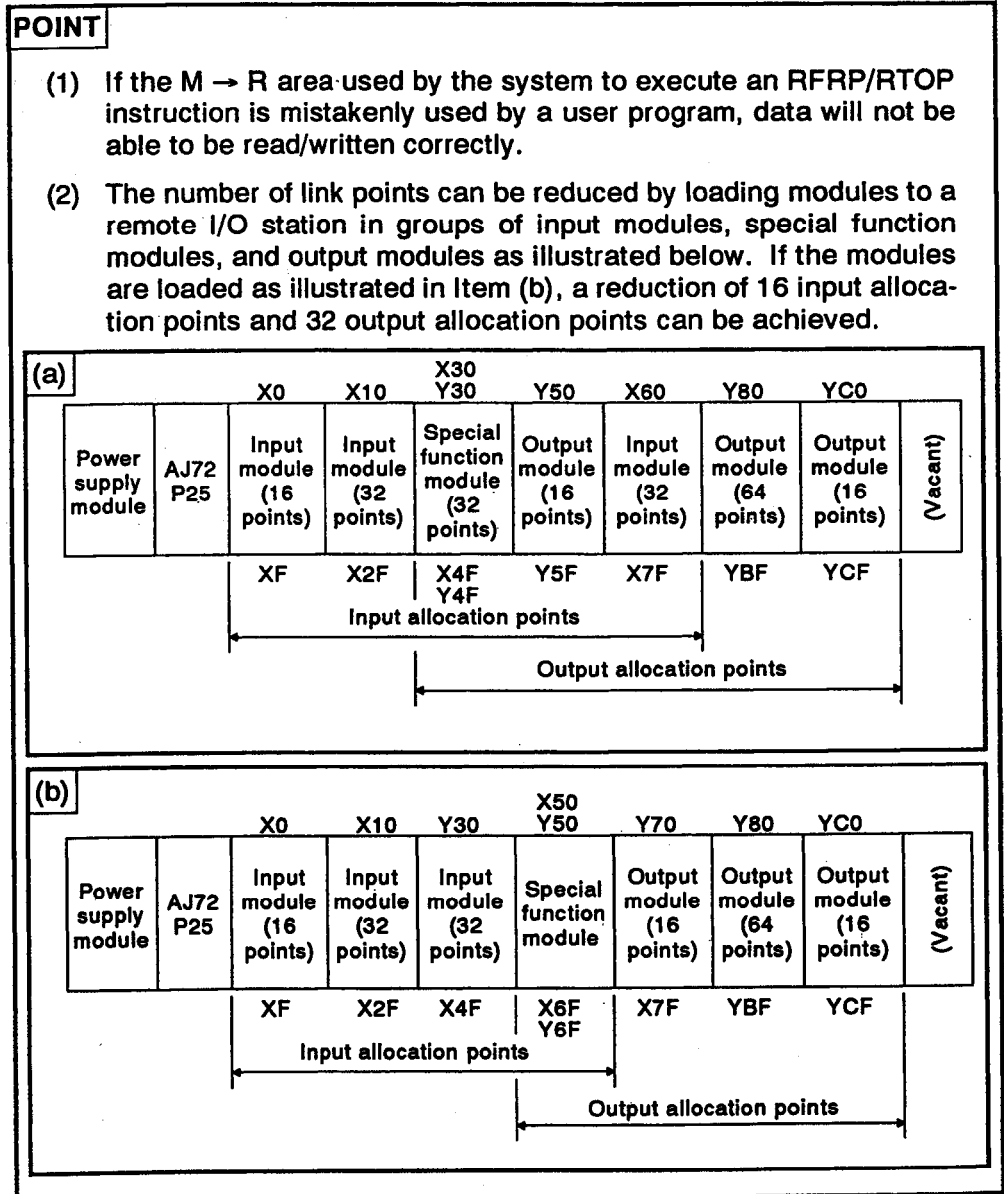 POINT
(1) If the M → R area used by the system to execute an RFRP/RTOP
instruction is mistakenly used by a user program, data will not be
able to be read/written correctly.
(2) The number of link points can be reduced by loading modules to a
remote I/O station in groups of input modules, special function
modules, and output modules as illustrated below. If the modules
are loaded as illustrated in Item (b), a reduction of 16 input alloca-
tion points and 32 output allocation points can be achieved.
(a)
X30
X0 X10 Y30 Y50 X60 Y80 YC0
Power
supply
module
AJ72
P25
Input
module
(16
points)
Input
module
(32
points)
Special
function
module
(32
points)
Output
module
(16
points)
Input
module
(32
points)
Output
module
(64
points)
Output
module
(16
points)
(Vacant)
XF X2F X4F Y5F X7F YBF YCF
Y4F
Input allocation points
Output allocation points
(b)
X50
X0 X10 Y30 Y50 Y70 Y80 YC0
Power
supply
module
AJ72
P25
Input
module
(16
points)
Input
module
(32
points)
Input
module
(32
points)
Special
function
module
Output
module
(16
points)
Output
module
(64
points)
Output
module
(16
points)
(Vacant)
XF X2F X4F X6F X7F YBF YCF
Y6F
Input allocation points
Output allocation points